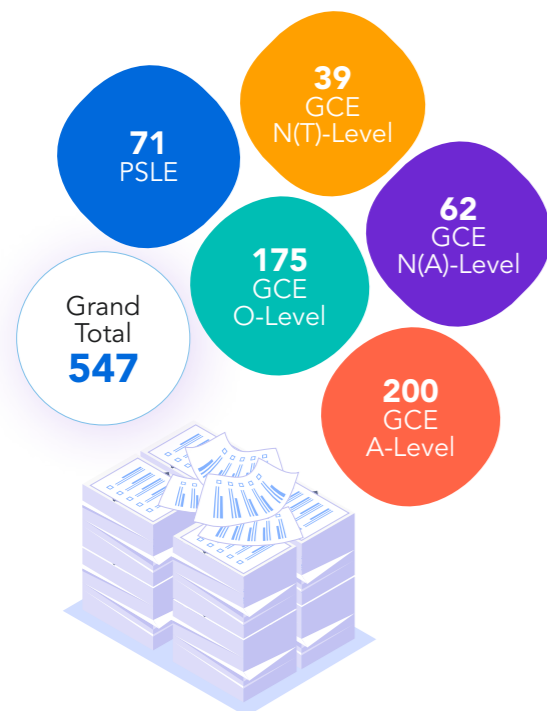 39
GCE
N(T)-Level
71
PSLE
62
GCE
N(A)-Level
175
GCE
O-Level
Grand
Total
547
200
GCE
A-Level